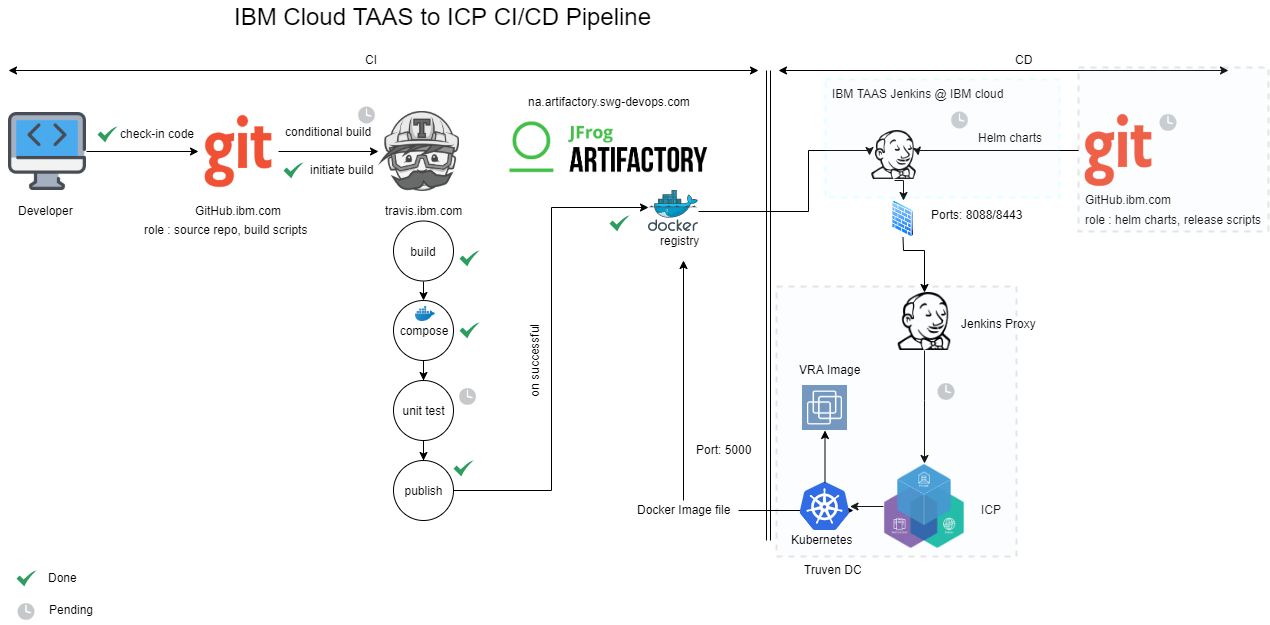 IBM Cloud TAAS to ICP CI/CD Pipeline
CI
CD
na.artifactory.swg-devops.com
IBM TAAS Jenkins @ IBM cloud
check-in code
git
conditional build
initiate build
T
JFrog
ARTIFACTORY
Helm charts
git
Developer
GitHub.ibm.com
role : source repo, build scripts
travis.ibm.com
docker
registry
Ports: 8088/8443
GitHub.ibm.com
role : helm charts, release scripts
build
compose
unit test
publish
on successful
Jenkins Proxy
VRA Image
Port: 5000
Docker Image file
Kubernetes
ICP
Truven DC
Done
Pending